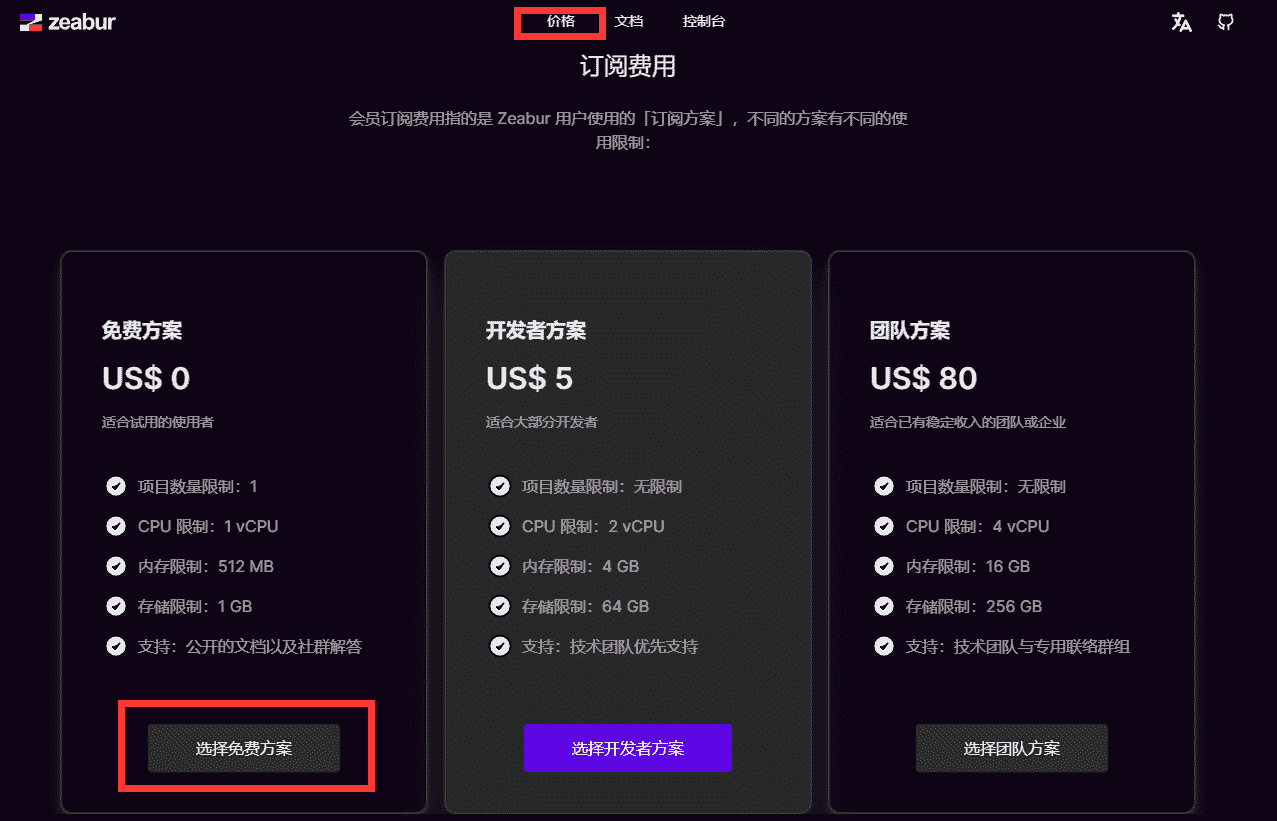 zeabur
价格
文档
控制台
订阅费用
会员订阅费用指的是 Zeabur 用户使用的「订阅方案」，不同的方案有不同的使
用限制：
免费方案
US$ 0
适合试用的使用者
项目数量限制：1
CPU 限制：1 vCPU
内存限制：512 MB
存储限制：1 GB
支持：公开的文档以及社群解答
选择免费方案
开发者方案
US$ 5
适合大部分开发者
项目数量限制：无限制
CPU 限制：2 vCPU
内存限制：4 GB
存储限制：64 GB
支持：技术团队优先支持
选择开发者方案
团队方案
US$ 80
适合已有稳定收入的团队或企业
项目数量限制：无限制
CPU 限制：4 vCPU
内存限制：16 GB
存储限制：256 GB
支持：技术团队与专用联络群组
选择团队方案